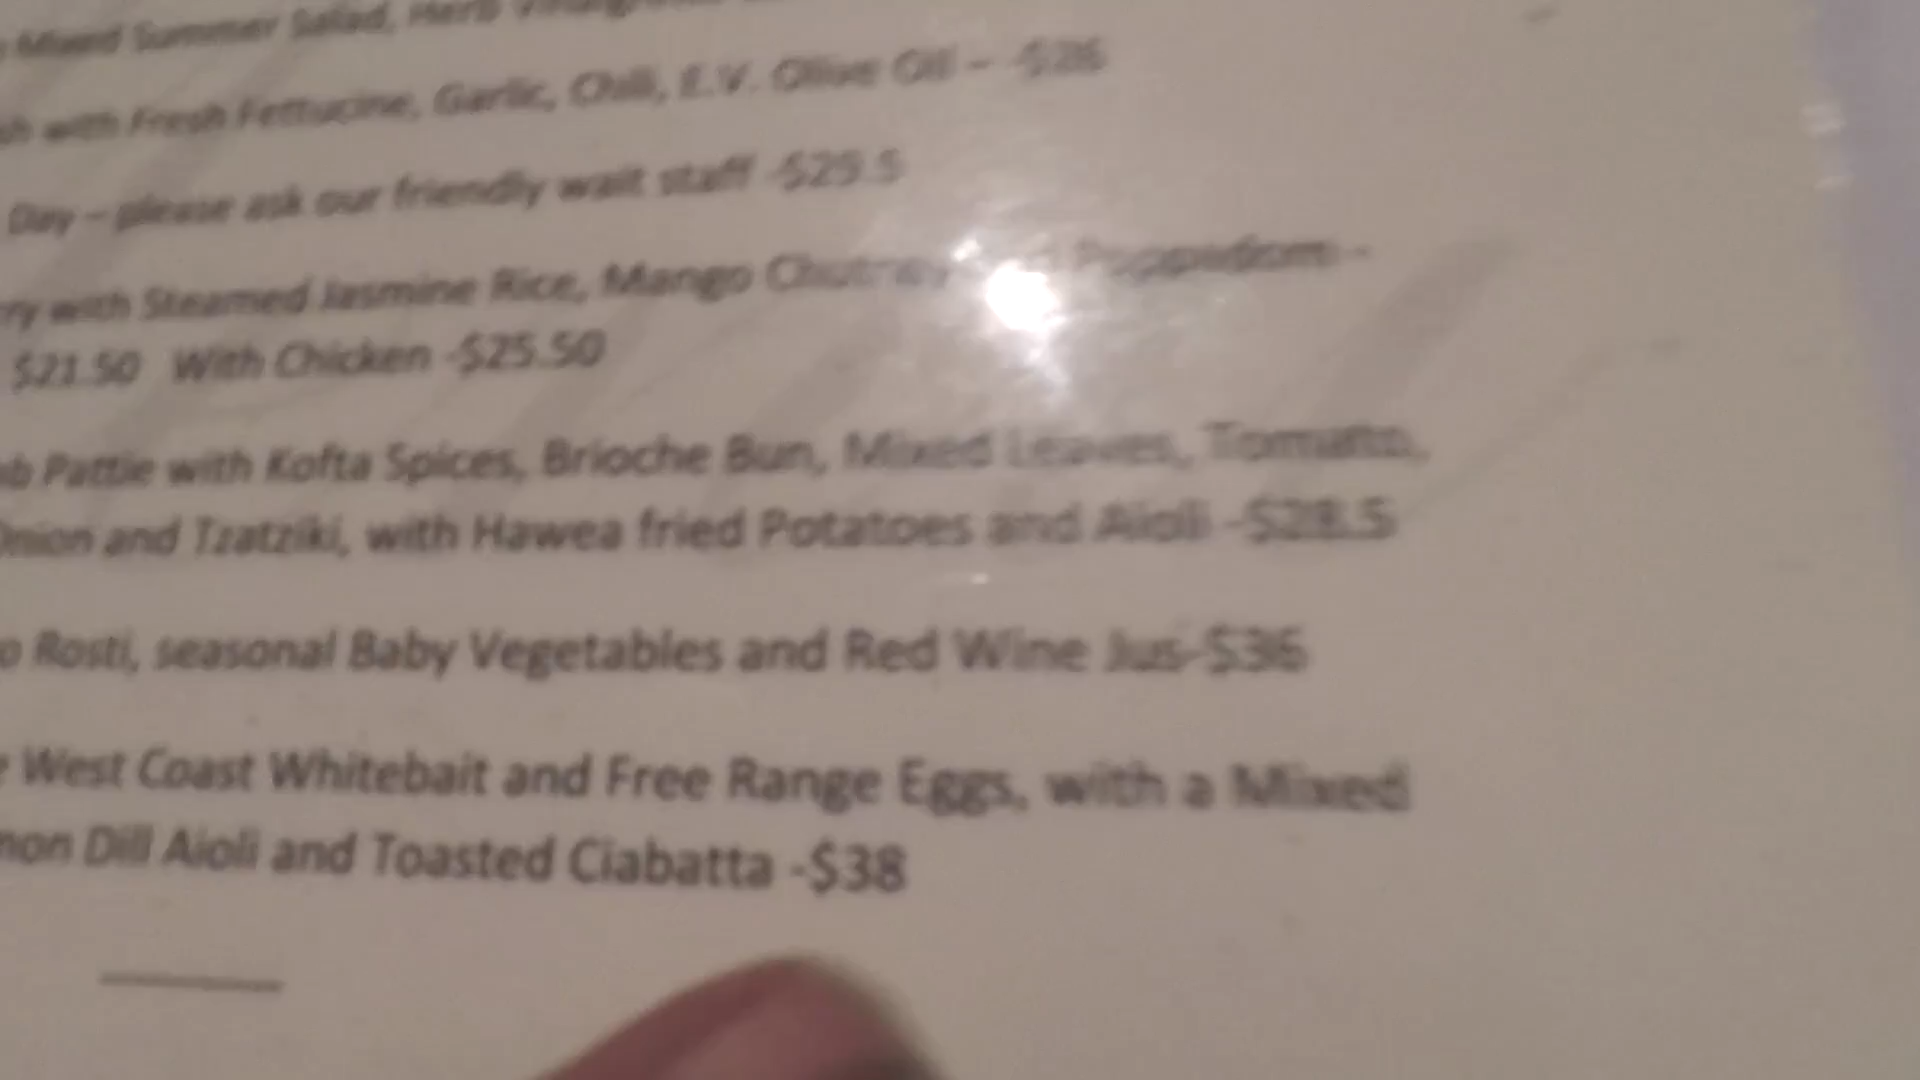 Mixed Summer Salad, Herb
with Fresh Fettucine, Garlic, Chilli, E.V. Olive Oil -
Day – please ask our friendly wait staff -$29.5
with Steamed Jasmine Rice, Mango Chutney Poppadom -
$21.50 With Chicken -$25.50
Pattie with Kofta Spices, Brioche Bun, Mixed Leaves, Tomato,
Onion and Tzatziki, with Hawea fried Potatoes and Aioli -$28.5
Rosti, seasonal Baby Vegetables and Red Wine Jus-$36
West Coast Whitebait and Free Range Eggs, with a Mixed
Dill Aioli and Toasted Ciabatta -$38